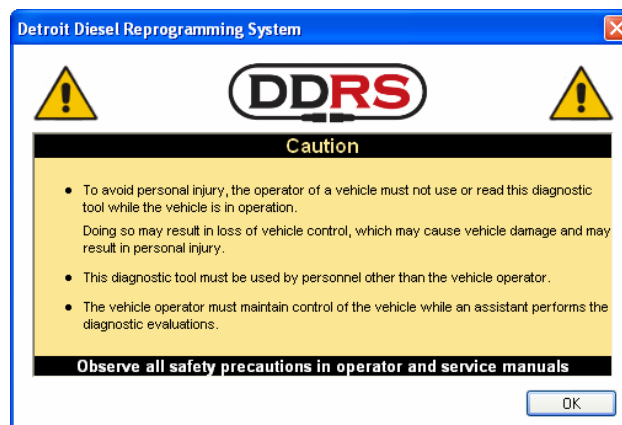 Detroit Diesel Reprogramming System
DDRS
Caution
• To avoid personal injury, the operator of a vehicle must not use or read this diagnostic
tool while the vehicle is in operation.
Doing so may result in loss of vehicle control, which may cause vehicle damage and may
result in personal injury.
• This diagnostic tool must be used by personnel other than the vehicle operator.
• The vehicle operator must maintain control of the vehicle while an assistant performs the
diagnostic evaluations.
Observe all safety precautions in operator and service manuals
OK